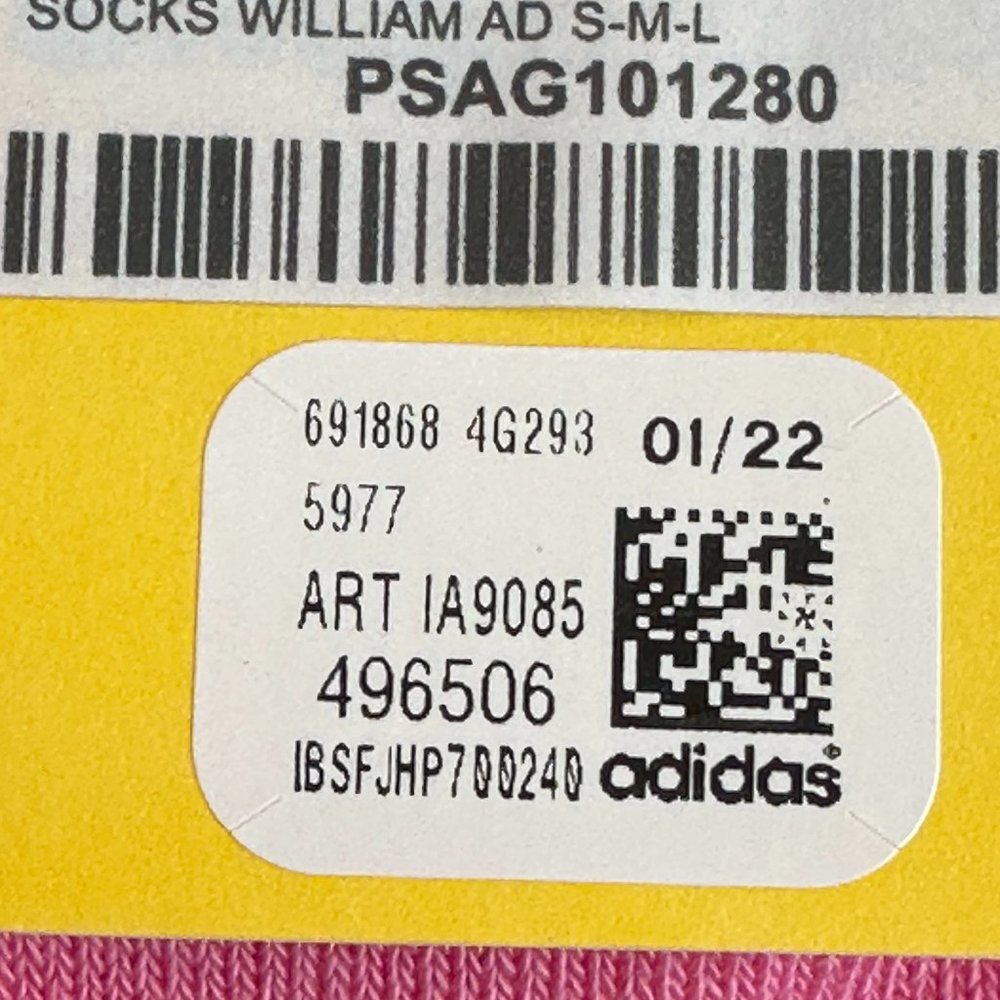 SOCKS WILLIAM AD S-M-L
PSAG101280
691868 4G293 01/22
5977
ART IA9085
496506
IBSFJHP700240 adidas®